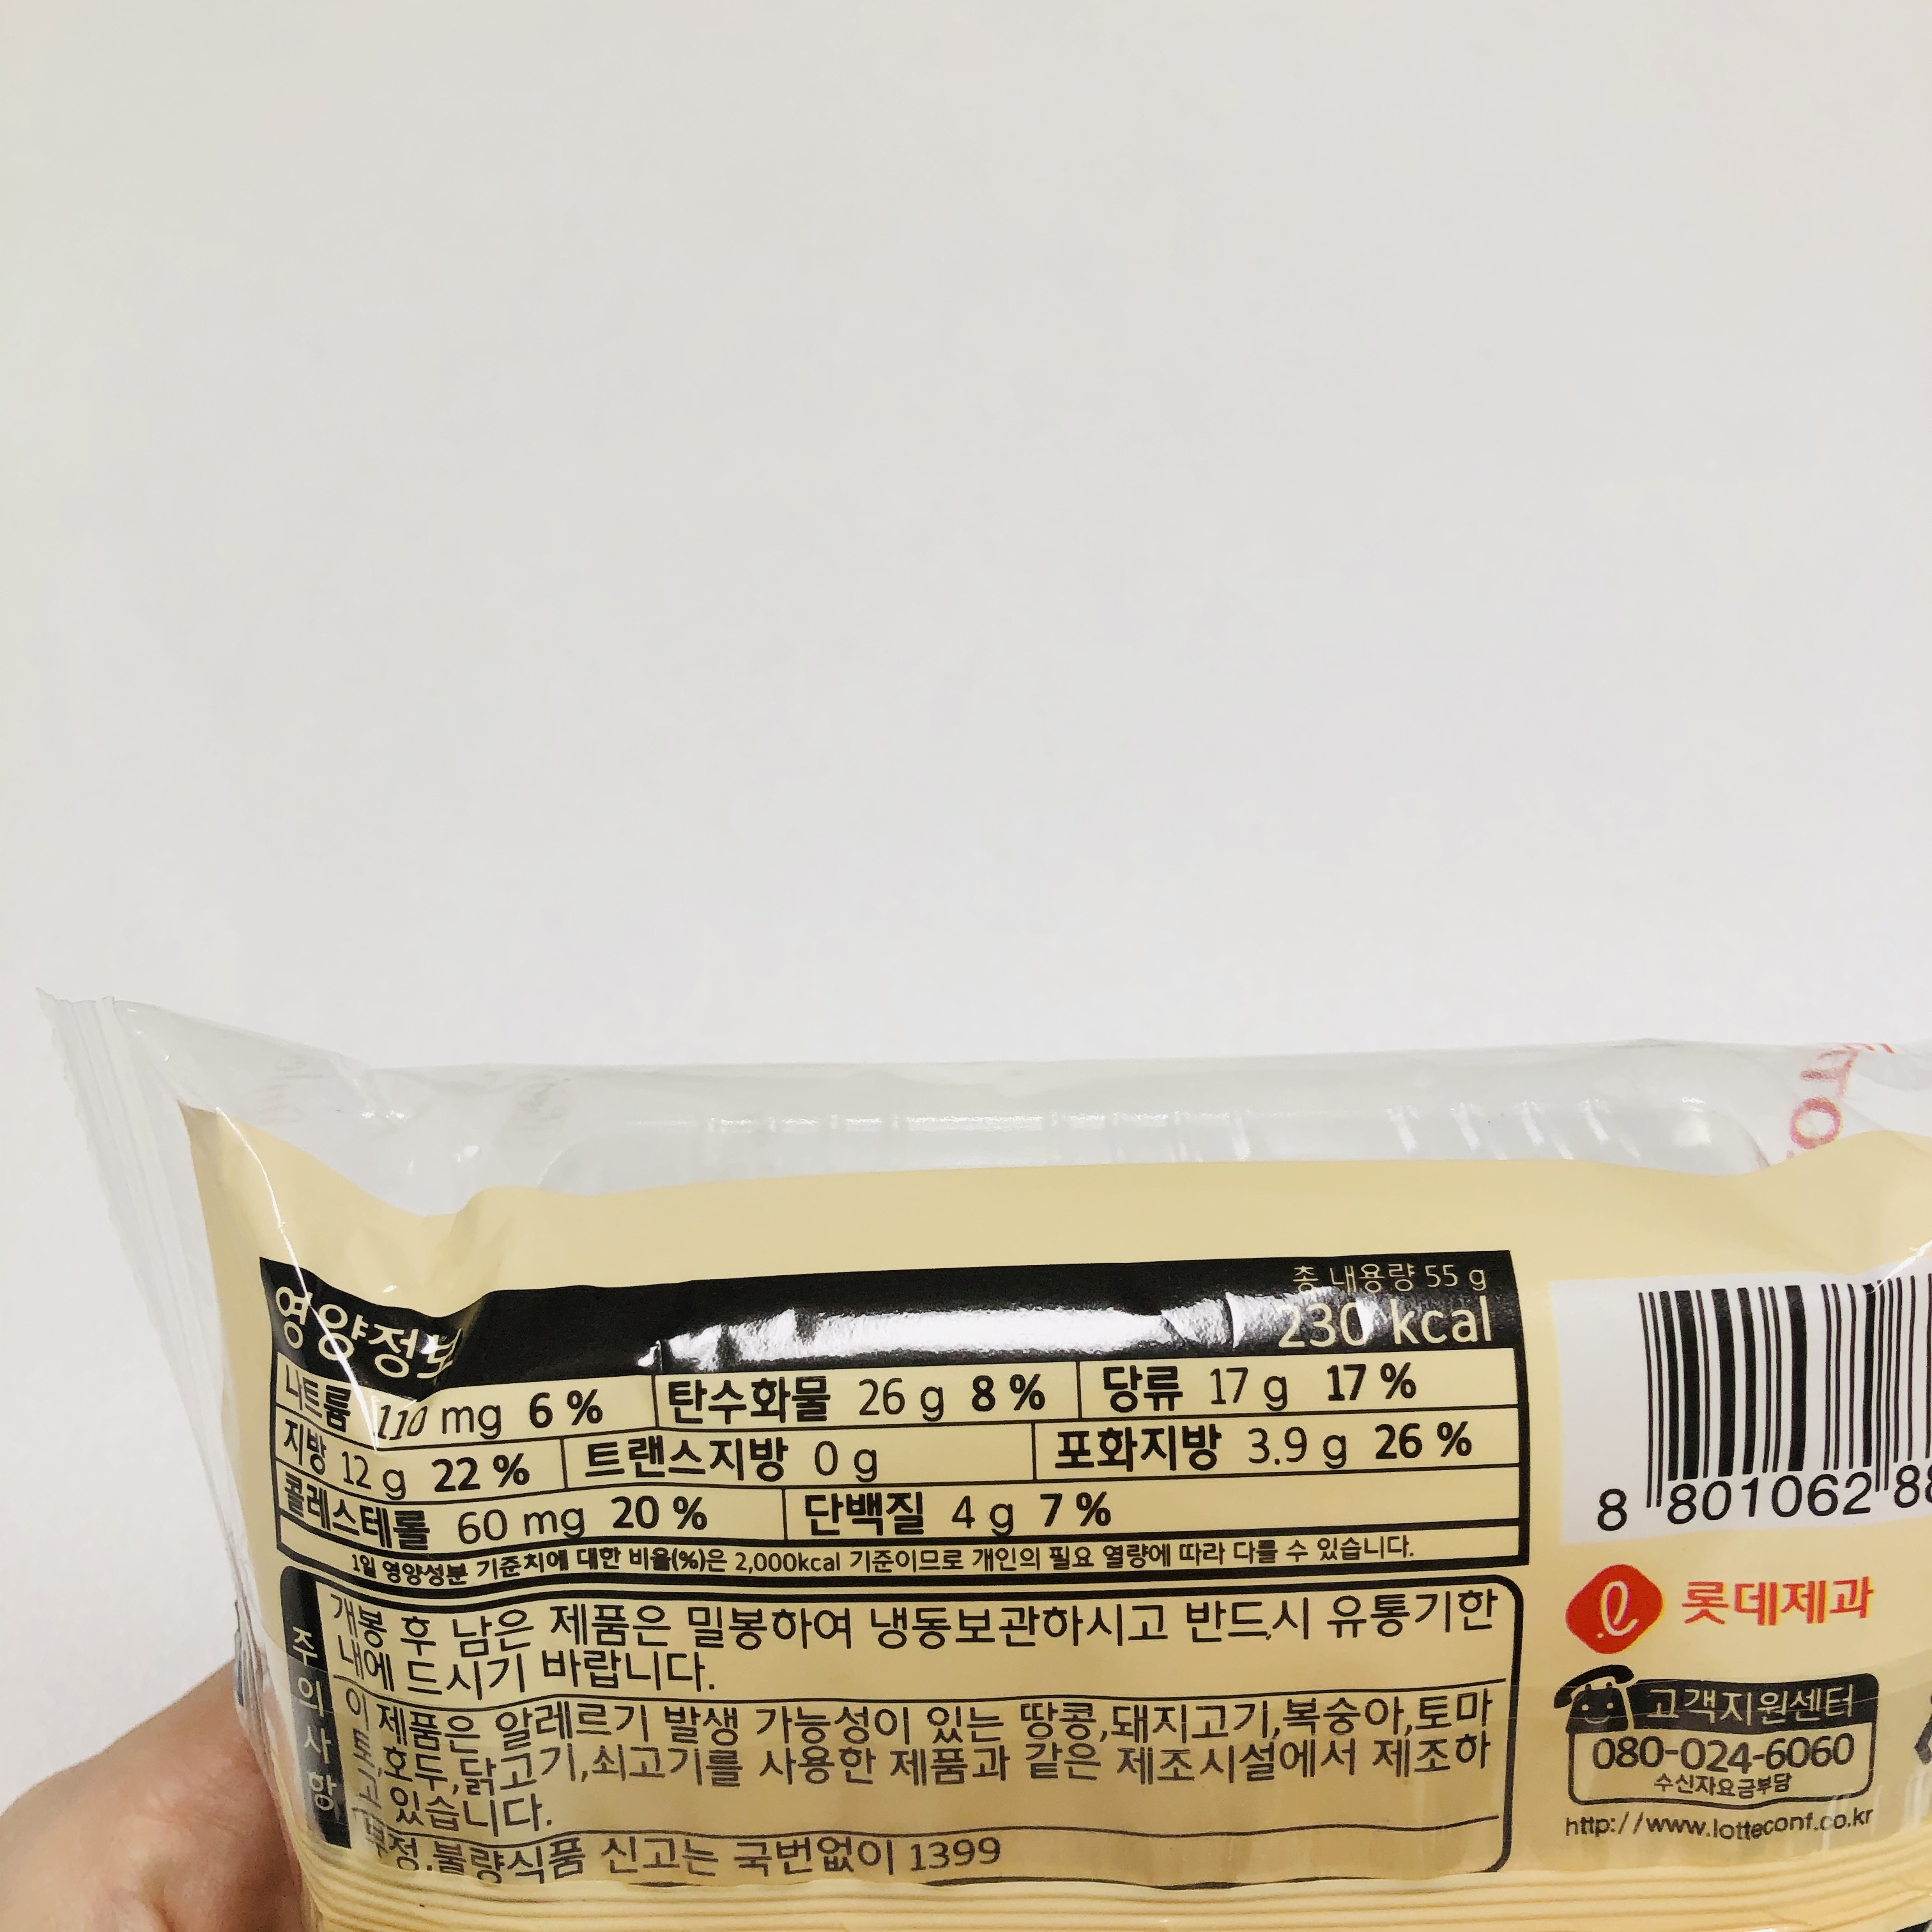 영양정보
총 내용량 55 g
230 kcal
나트륨 110 mg 6 % 탄수화물 26 g 8 % 당류 17 g 17 %
지방 12 g 22 % 트랜스지방 0 g 포화지방 3.9 g 26 %
콜레스테롤 60 mg 20 % 단백질 4 g 7 %
1일 영양성분 기준치에 대한 비율(%)은 2,000kcal 기준이므로 개인의 필요 열량에 따라 다를 수 있습니다.
주의사항
개봉 후 남은 제품은 밀봉하여 냉동보관하시고 반드시 유통기한
내에 드시기 바랍니다.
이 제품은 알레르기 발생 가능성이 있는 땅콩,돼지고기,복숭아,토마
토,호두,닭고기,쇠고기를 사용한 제품과 같은 제조시설에서 제조하
고 있습니다.
부정,불량식품 신고는 국번없이 1399
8 801062 88
롯데제과
고객지원센터
080-024-6060
수신자요금부담
http://www.lotteconf.co.kr